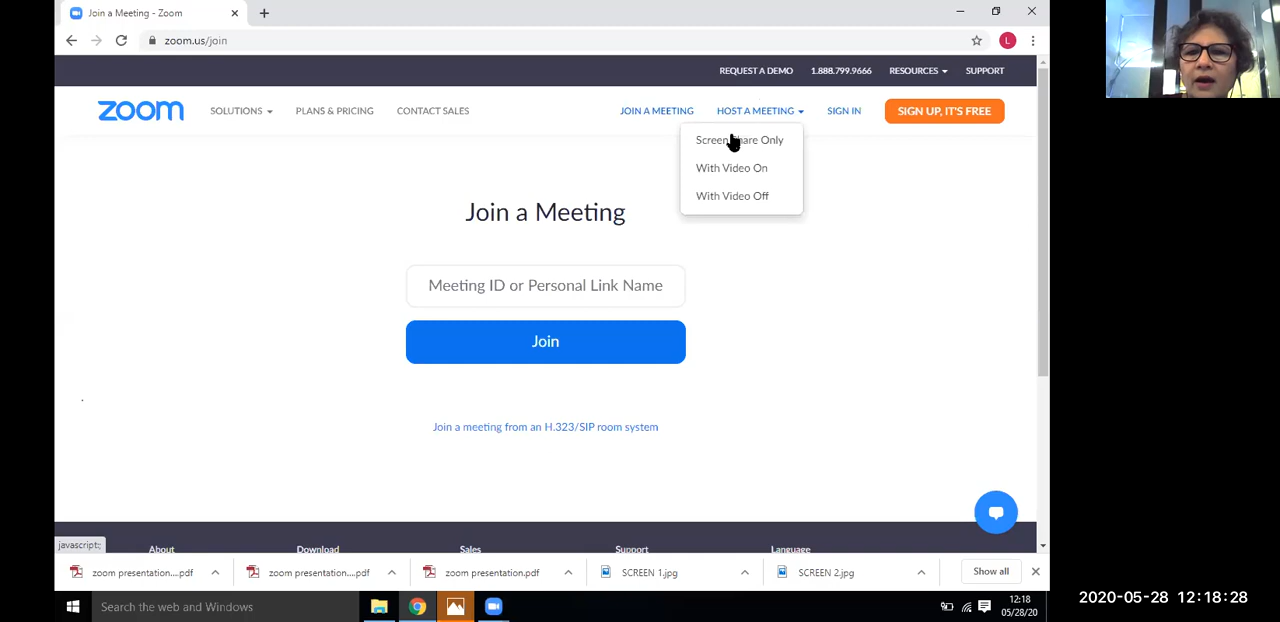 Join a Meeting - Zoom
zoom.us/join
L
REQUEST A DEMO 1.888.799.9666 RESOURCES SUPPORT
zoom SOLUTIONS PLANS & PRICING CONTACT SALES JOIN A MEETING HOST A MEETING SIGN IN SIGN UP, IT'S FREE
Screen Share Only
With Video On
With Video Off
Join a Meeting
Meeting ID or Personal Link Name
Join
Join a meeting from an H.323/SIP room system
javascript:;
About Download Sales Support Language
zoom presentation....pdf zoom presentation....pdf zoom presentation.pdf SCREEN 1.jpg SCREEN 2.jpg Show all
Search the web and Windows
12:18
05/28/20
2020-05-28 12:18:28